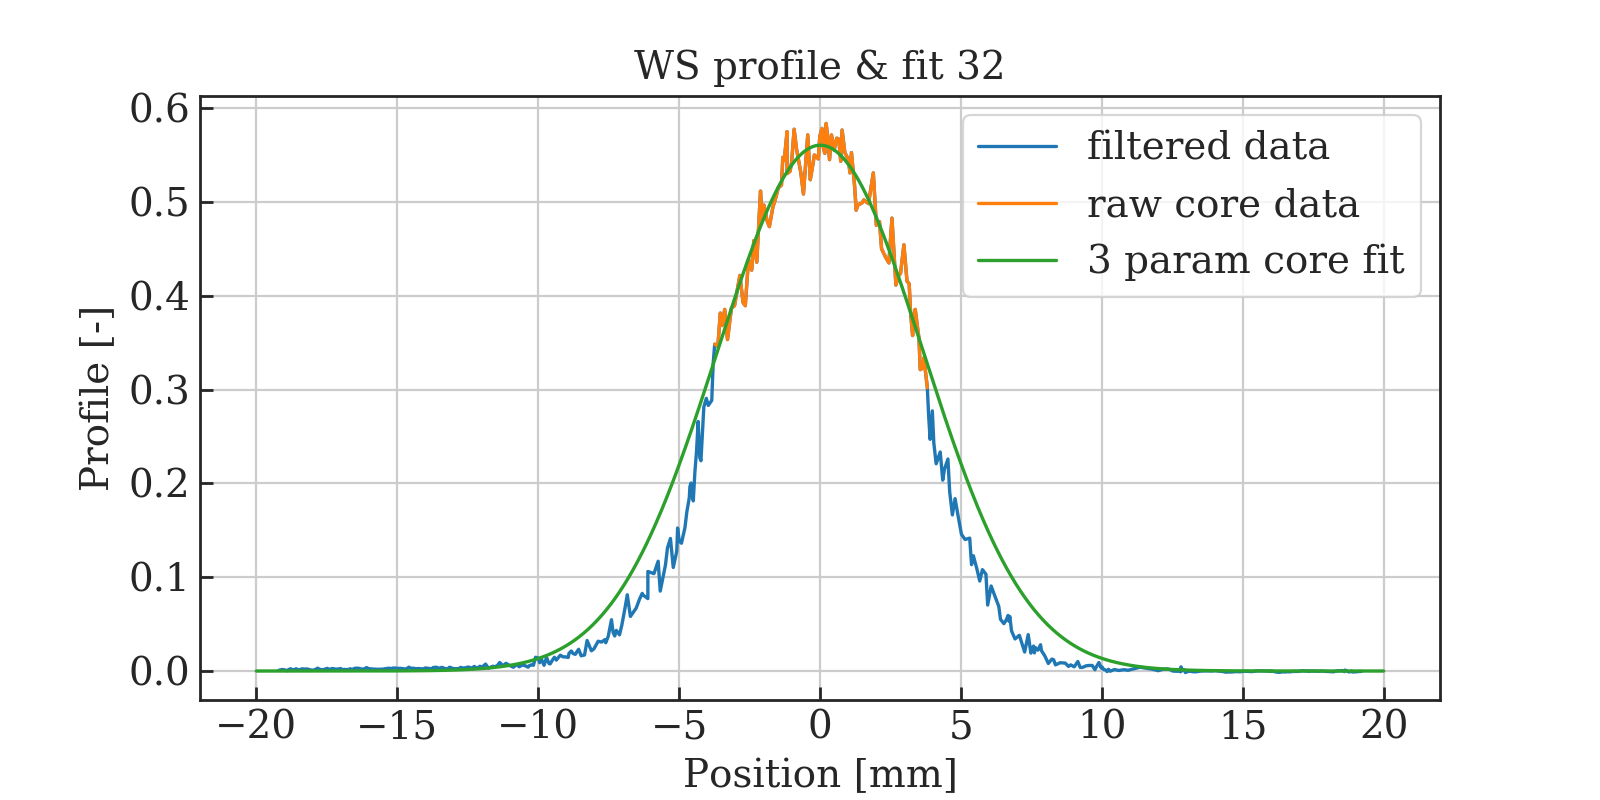 WS profile & fit 32
0.6
0.5
0.4
0.3
0.2
0.1
0.0
Profile [-]
filtered data
raw core data
3 param core fit
−20 −15 −10 −5 0 5 10 15 20
Position [mm]